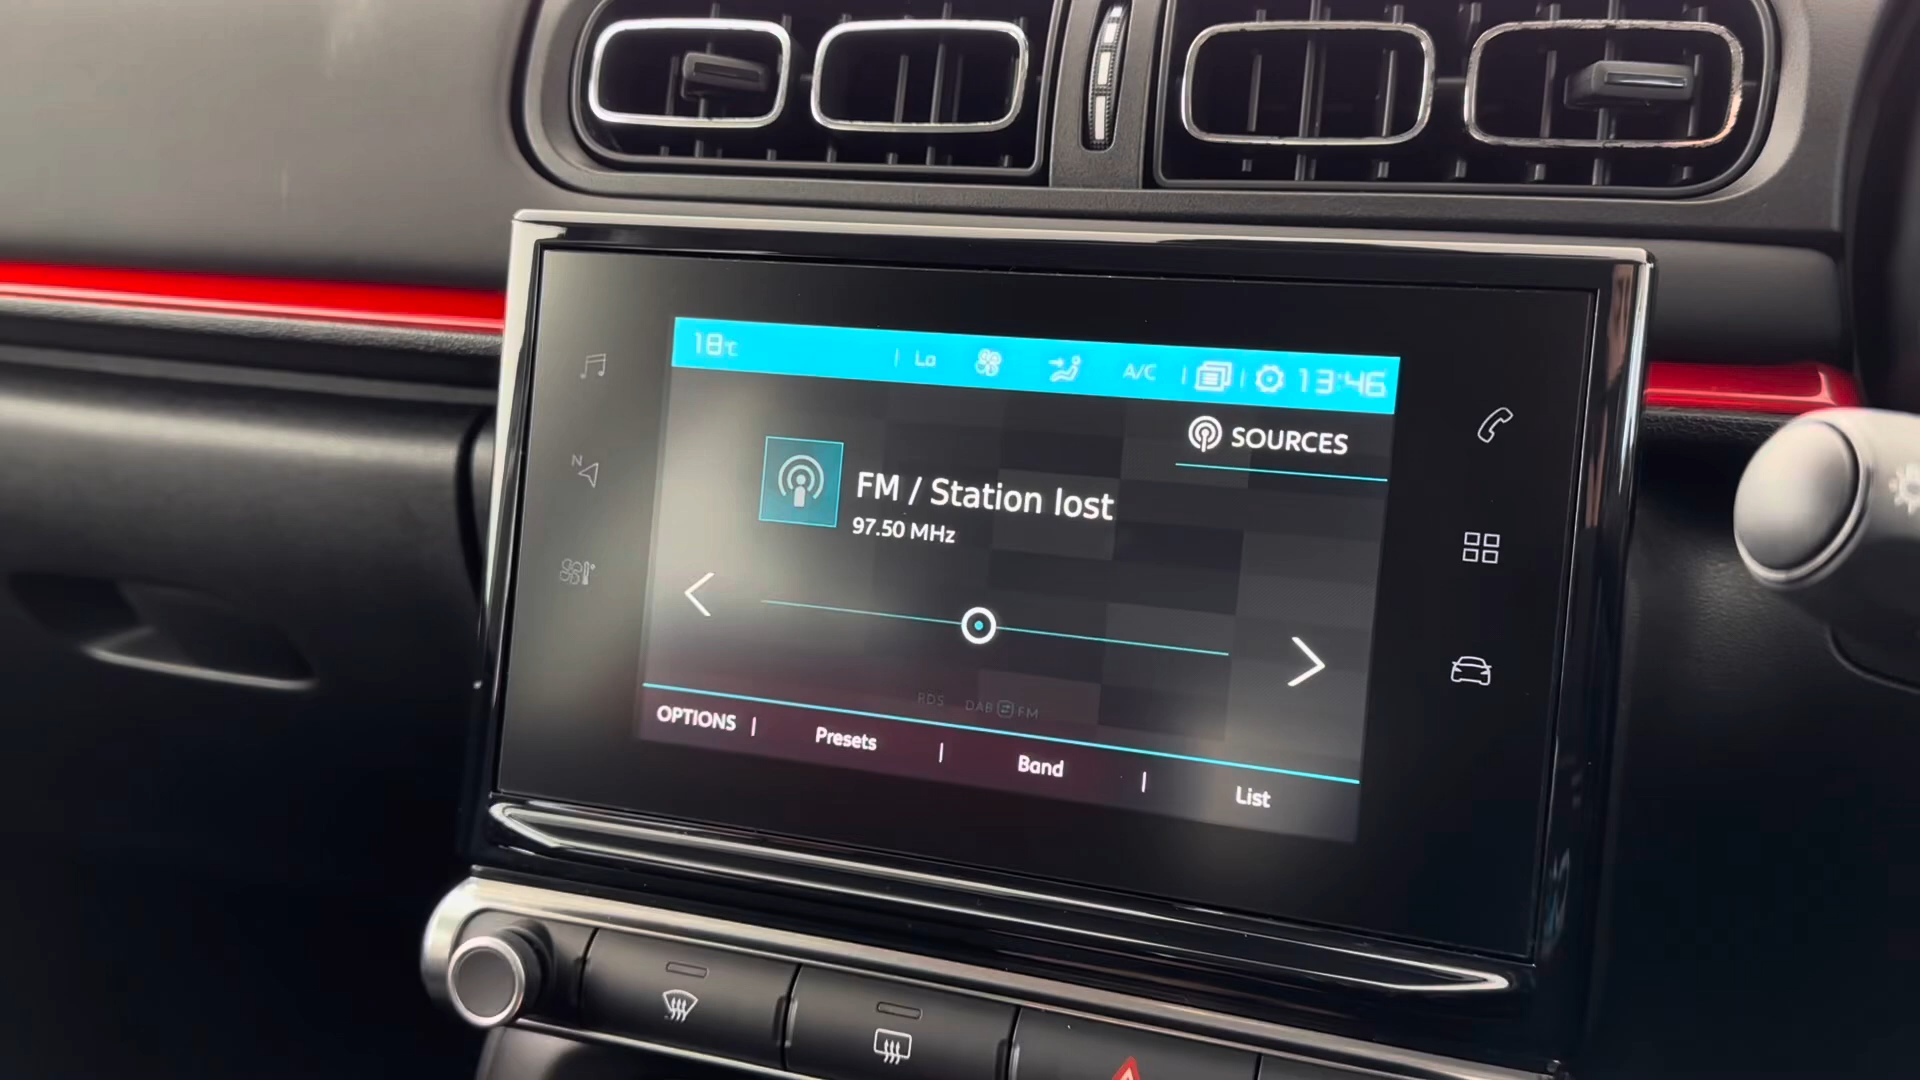 18°C Lo A/C 13:46
SOURCES
FM / Station lost
97.50 MHz
N
RDS DAB FM
OPTIONS | Presets | Band | List